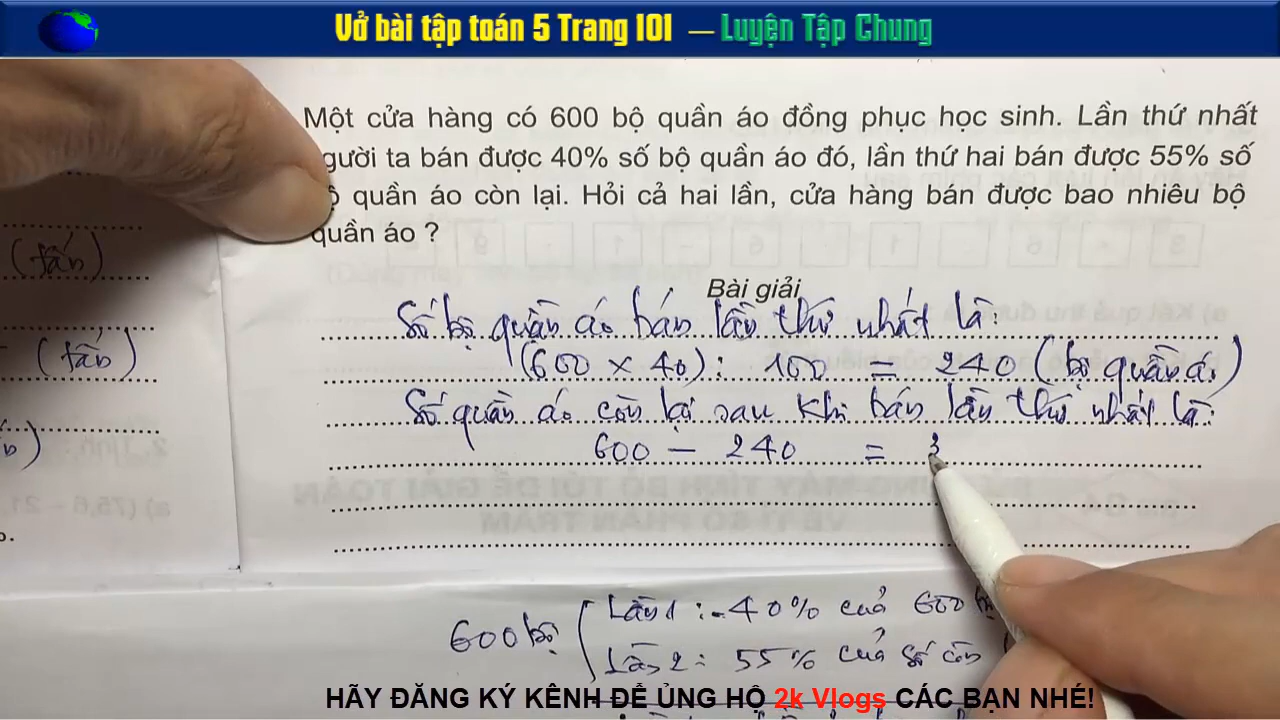 Vở bài tập toán 5 Trang 101 — Luyện Tập Chung
Một cửa hàng có 600 bộ quần áo đồng phục học sinh. Lần thứ nhất
gười ta bán được 40% số bộ quần áo đó, lần thứ hai bán được 55% số
ộ quần áo còn lại. Hỏi cả hai lần, cửa hàng bán được bao nhiêu bộ
quần áo ?
(tấn)
Bài giải
Số bộ quần áo bán lần thứ nhất là:
(tấn)
(600 × 40) : 100 = 240 (bộ quần áo)
Số quần áo còn lại sau khi bán lần thứ nhất là:
600 − 240 = 3
600 bộ
Lần 1 : 40% của 600 bộ
Lần 2 : 55% của số còn
HÃY ĐĂNG KÝ KÊNH ĐỂ ỦNG HỘ 2k Vlogs CÁC BẠN NHÉ!